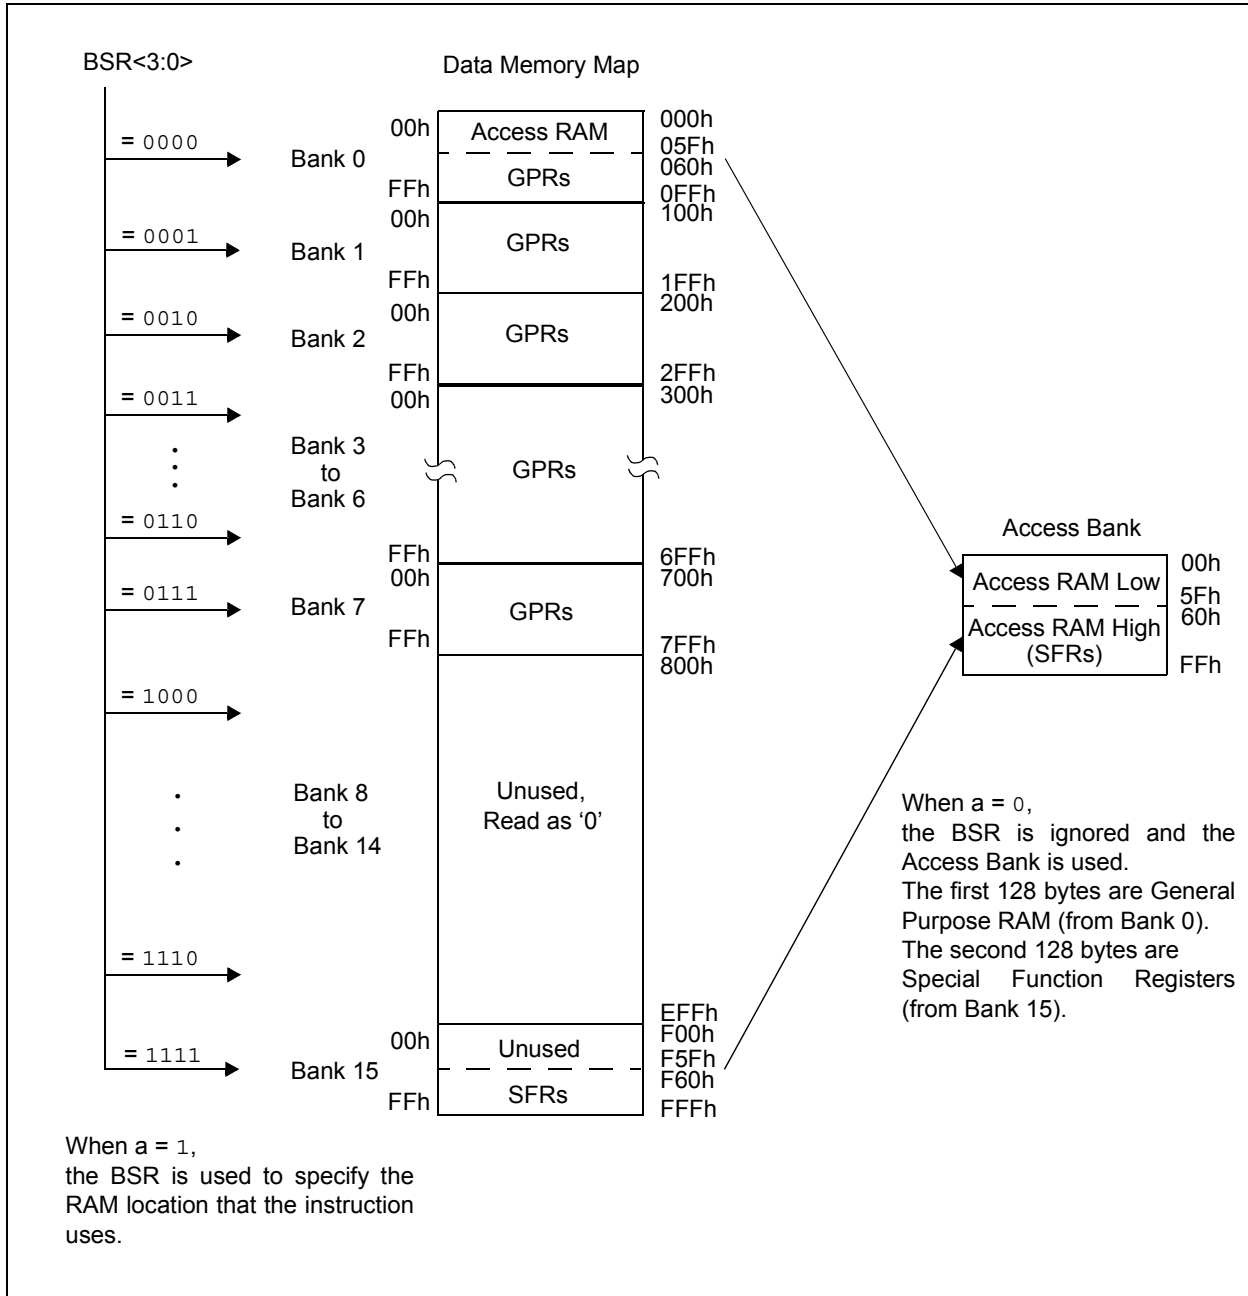 BSR<3:0>
Data Memory Map
= 0000
Bank 0
00h
FFh
Access RAM
GPRs
000h
05Fh
060h
0FFh
= 0001
Bank 1
00h
FFh
GPRs
100h
1FFh
= 0010
Bank 2
00h
FFh
GPRs
200h
2FFh
= 0011
= 0110
Bank 3
to
Bank 6
00h
FFh
GPRs
300h
6FFh
= 0111
Bank 7
00h
FFh
GPRs
700h
7FFh
= 1000
= 1110
Bank 8
to
Bank 14
Unused,
Read as ‘0’
800h
EFFh
= 1111
Bank 15
00h
FFh
Unused
SFRs
F00h
F5Fh
F60h
FFFh
Access Bank
Access RAM Low
Access RAM High
(SFRs)
00h
5Fh
60h
FFh
When a = 0,
the BSR is ignored and the
Access Bank is used.
The first 128 bytes are General
Purpose RAM (from Bank 0).
The second 128 bytes are
Special Function Registers
(from Bank 15).
When a = 1,
the BSR is used to specify the
RAM location that the instruction
uses.